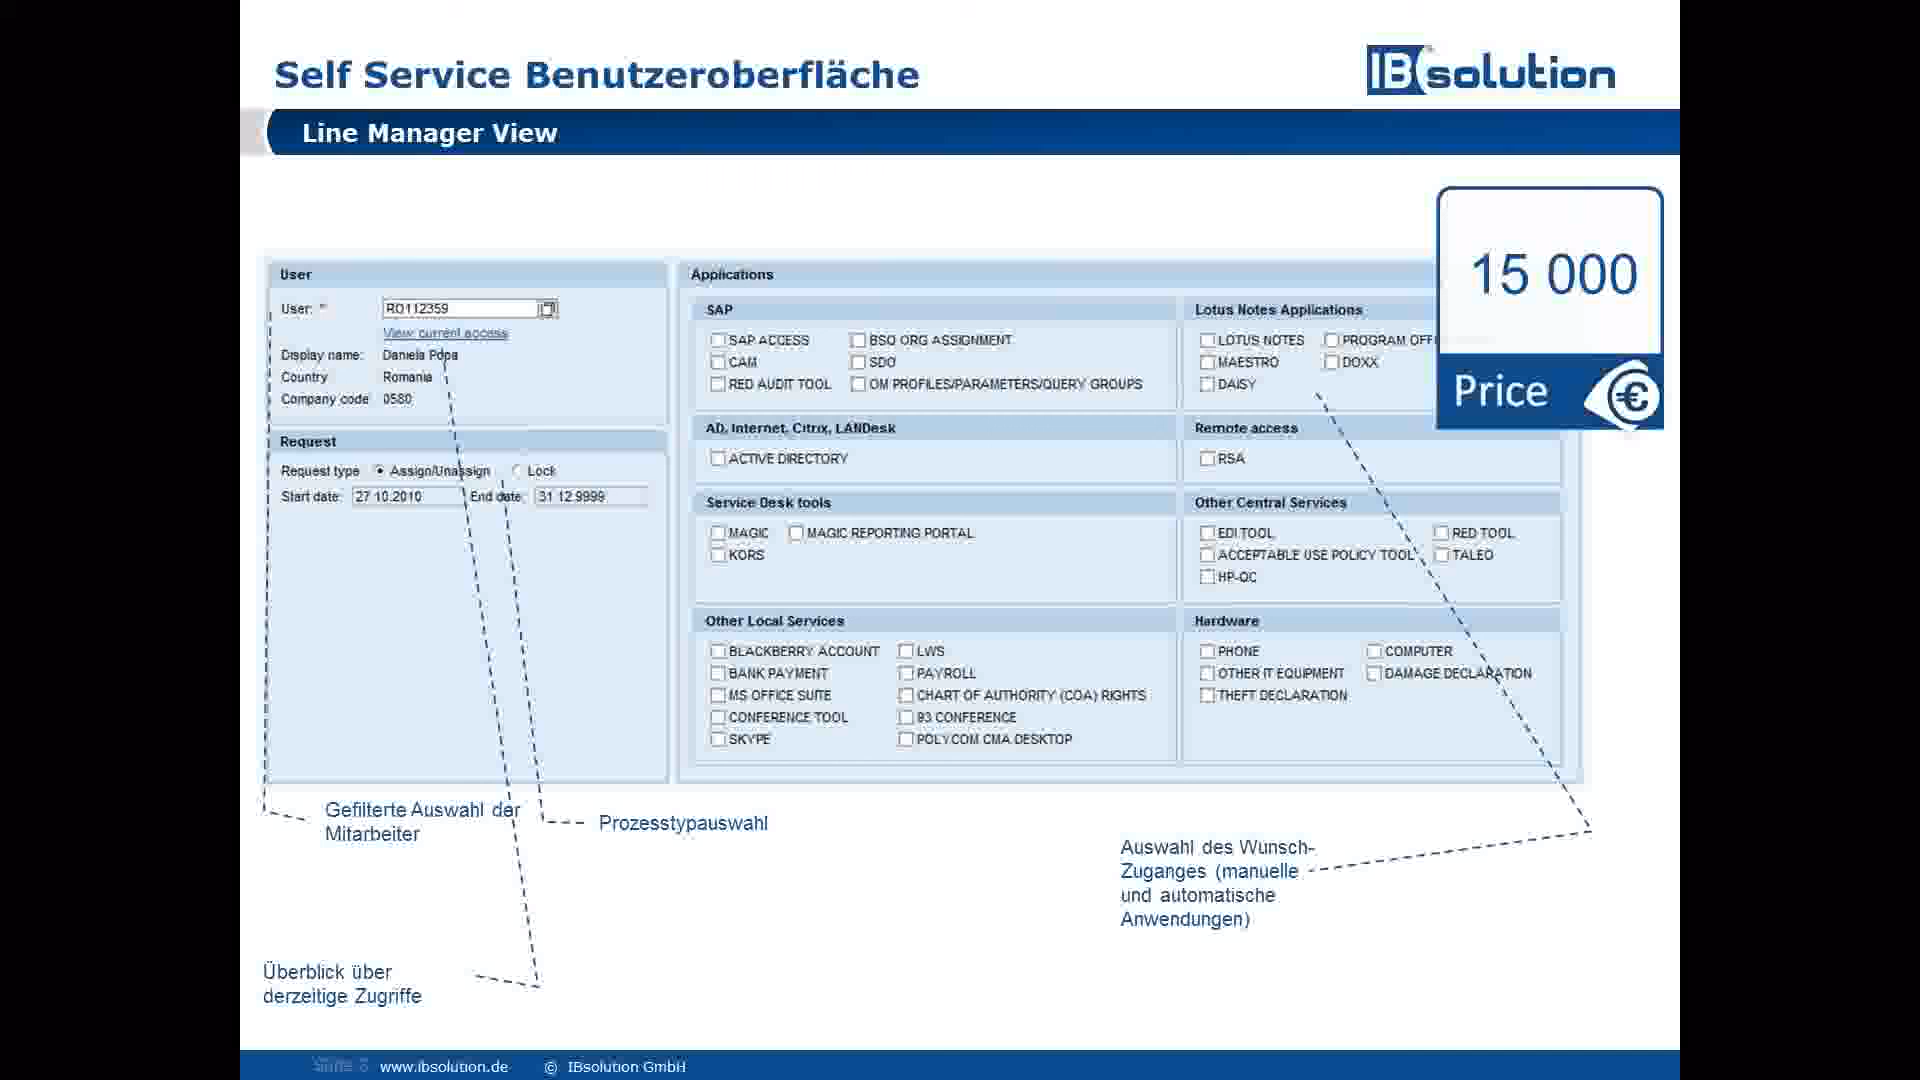 Self Service Benutzeroberfläche
IBsolution
Line Manager View
15 000
Price
User
User: *
RO112359
View current access
Display name: Daniela Popa
Country Romania
Company code 0580
Request
Request type Assign/Unassign Lock
Start date: 27.10.2010 End date: 31.12.9999
Applications
SAP
SAP ACCESS BSO ORG ASSIGNMENT
CAM SDO
RED AUDIT TOOL OM PROFILES/PARAMETERS/QUERY GROUPS
Lotus Notes Applications
LOTUS NOTES PROGRAM OFF
MAESTRO DOXX
DAISY
AD, Internet, Citrix, LANDesk
ACTIVE DIRECTORY
Remote access
RSA
Service Desk tools
MAGIC MAGIC REPORTING PORTAL
KORS
Other Central Services
EDI TOOL RED TOOL
ACCEPTABLE USE POLICY TOOL TALEO
HP-QC
Other Local Services
BLACKBERRY ACCOUNT LWS
BANK PAYMENT PAYROLL
MS OFFICE SUITE CHART OF AUTHORITY (COA) RIGHTS
CONFERENCE TOOL 93 CONFERENCE
SKYPE POLYCOM CMA DESKTOP
Hardware
PHONE COMPUTER
OTHER IT EQUIPMENT DAMAGE DECLARATION
THEFT DECLARATION
Gefilterte Auswahl der
Mitarbeiter
Prozesstypauswahl
Auswahl des Wunsch-
Zuganges (manuelle
und automatische
Anwendungen)
Überblick über
derzeitige Zugriffe
www.ibsolution.de © IBsolution GmbH